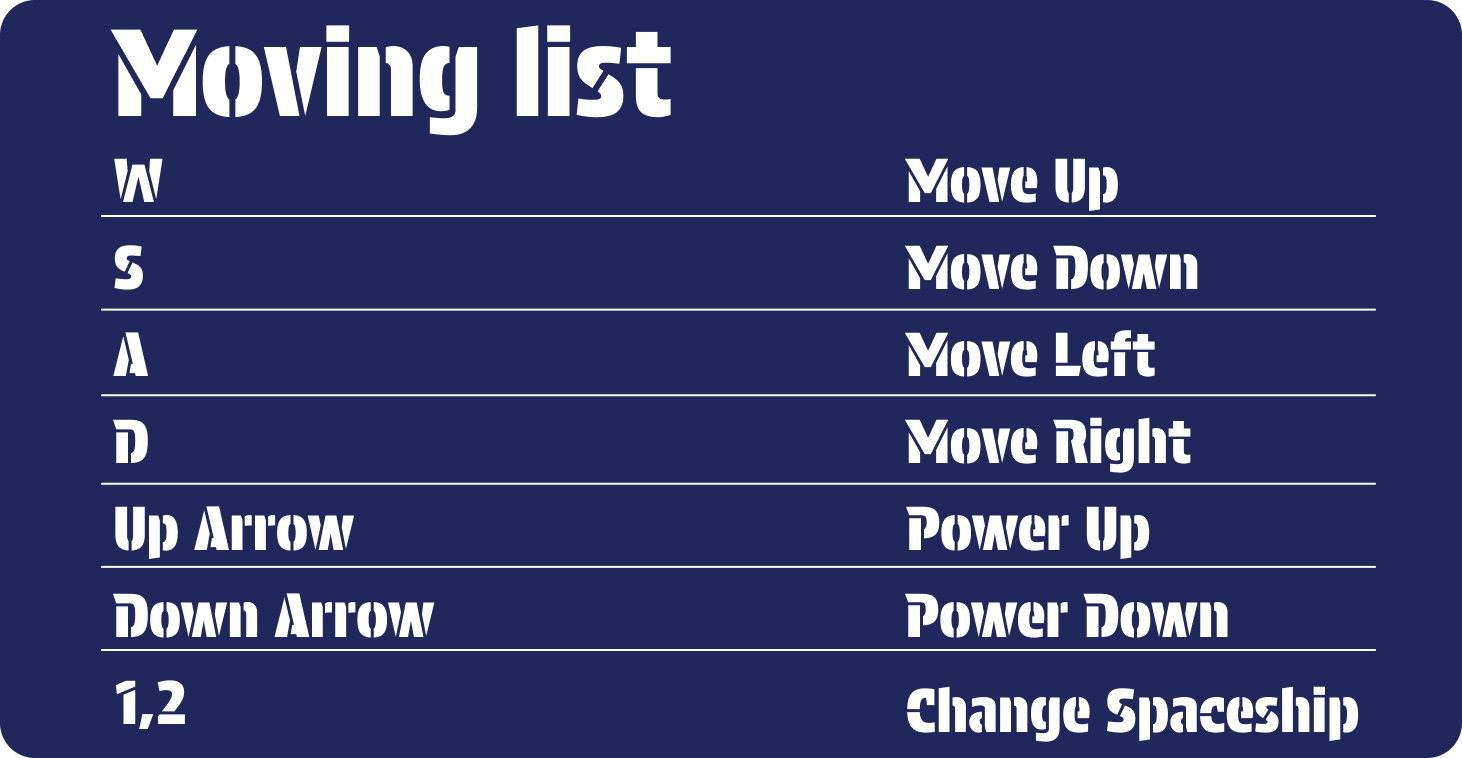 Moving list
W Move Up
S Move Down
A Move Left
D Move Right
Up Arrow Power Up
Down Arrow Power Down
1,2 Change Spaceship